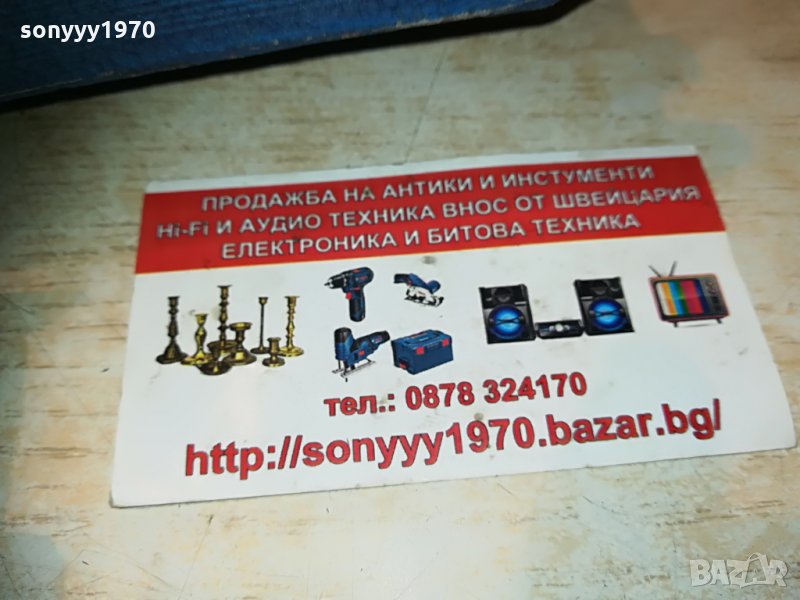 sonyyy1970
ПРОДАЖБА НА АНТИКИ И ИНСТУМЕНТИ
Hi-Fi И АУДИО ТЕХНИКА ВНОС ОТ ШВЕЙЦАРИЯ
ЕЛЕКТРОНИКА И БИТОВА ТЕХНИКА
тел.: 0878 324170
http://sonyyy1970.bazar.bg/
BAZAR